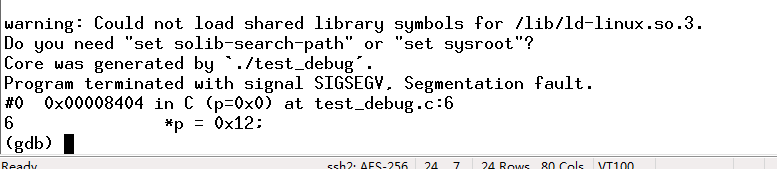 warning: Could not load shared library symbols for /lib/ld-linux.so.3.
Do you need "set solib-search-path" or "set sysroot"?
Core was generated by `./test_debug'.
Program terminated with signal SIGSEGV, Segmentation fault.
#0  0x00008404 in C (p=0x0) at test_debug.c:6
6               *p = 0x12;
(gdb)
Ready ssh2: AES-256 24, 7 24 Rows, 80 Cols VT100